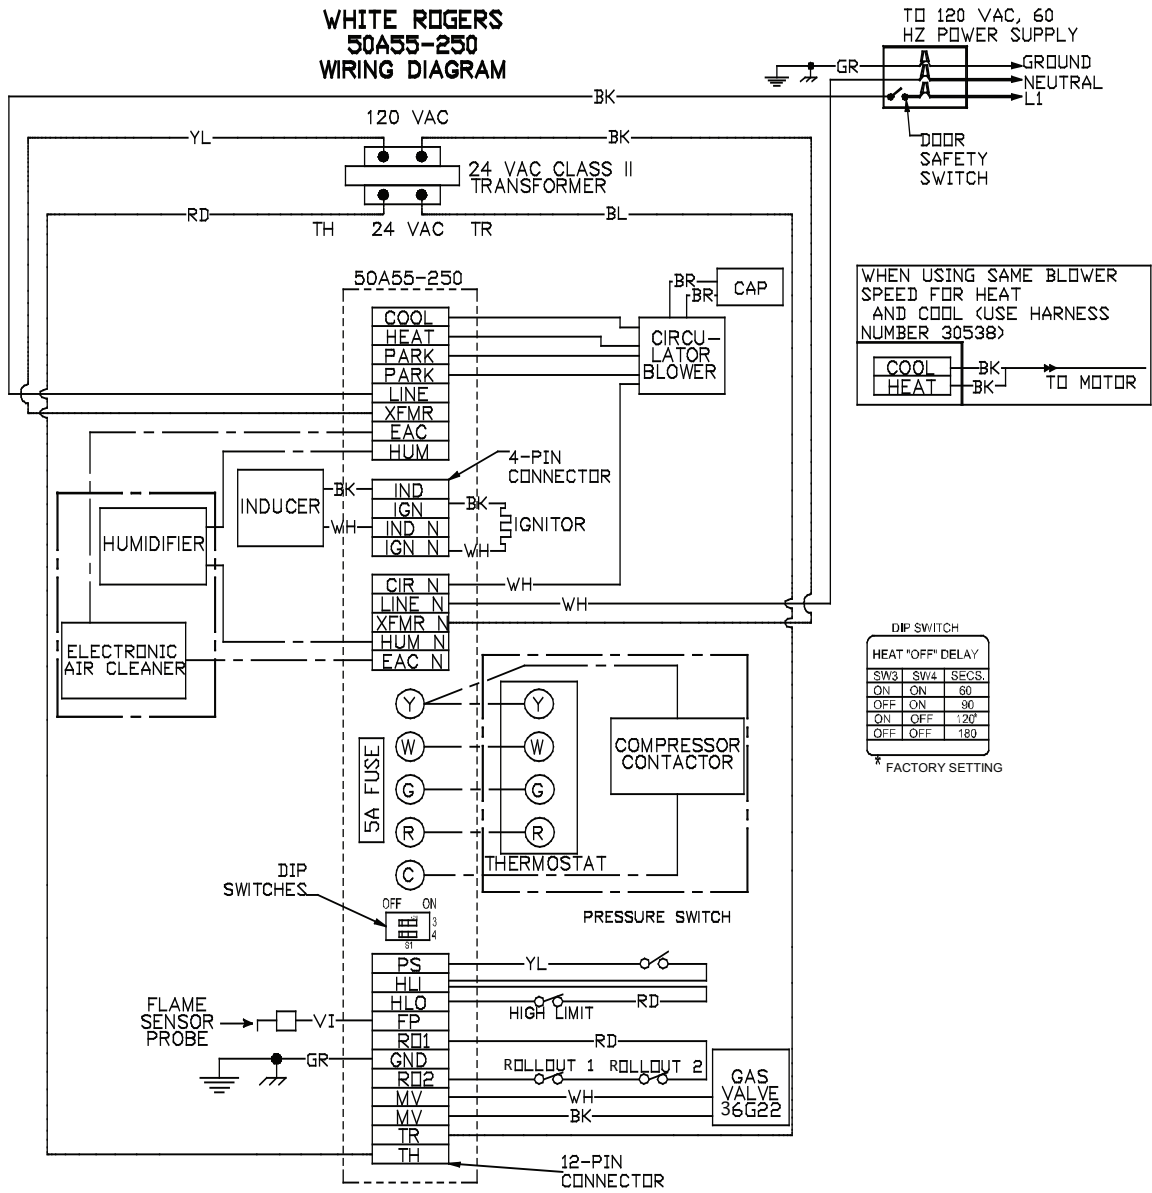 WHITE RODGERS
50A55-250
WIRING DIAGRAM
TO 120 VAC, 60
HZ POWER SUPPLY
GR
GROUND
NEUTRAL
L1
BK
DOOR
SAFETY
SWITCH
120 VAC
YL
BK
24 VAC CLASS II
TRANSFORMER
RD
BL
TH
24 VAC
TR
50A55-250
BR
BR
CAP
WHEN USING SAME BLOWER
SPEED FOR HEAT
AND COOL (USE HARNESS
NUMBER 30538)
COOL
HEAT
BK
BK
TO MOTOR
COOL
HEAT
PARK
PARK
LINE
XFMR
EAC
HUM
CIRCU-
LATOR
BLOWER
4-PIN
CONNECTOR
INDUCER
BK
WH
IND
IGN
IND N
IGN N
BK
WH
IGNITOR
HUMIDIFIER
ELECTRONIC
AIR CLEANER
CIR N
LINE N
XFMR N
HUM N
EAC N
WH
WH
DIP SWITCH
HEAT "OFF" DELAY
SW3 SW4 SECS.
ON ON 60
OFF ON 90
ON OFF 120*
OFF OFF 180
* FACTORY SETTING
Y
W
G
R
C
5A FUSE
Y
W
G
R
THERMOSTAT
COMPRESSOR
CONTACTOR
DIP
SWITCHES
OFF ON
3
4
S1
PRESSURE SWITCH
PS
HLI
HLO
FP
RO1
GND
RO2
MV
MV
TR
TH
YL
HIGH LIMIT
RD
FLAME
SENSOR
PROBE
VI
GR
RD
ROLLOUT 1
ROLLOUT 2
WH
BK
GAS
VALVE
36G22
12-PIN
CONNECTOR